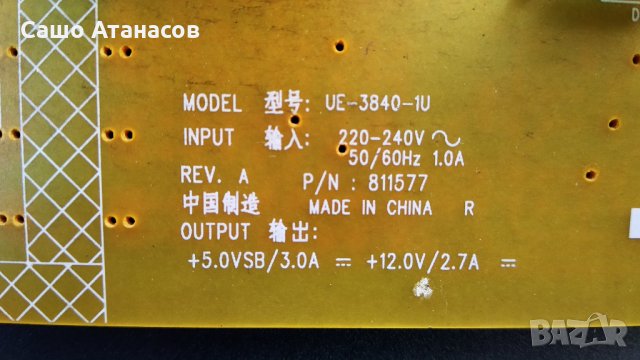 Сашо Атанасов
MODEL 型号: UE-3840-1U
INPUT 输入: 220-240V
50/60Hz 1.0A
REV. A P/N : 811577
中国制造 MADE IN CHINA R
OUTPUT 输出:
+5.0VSB/3.0A ⎓ +12.0V/2.7A ⎓
BAZAR